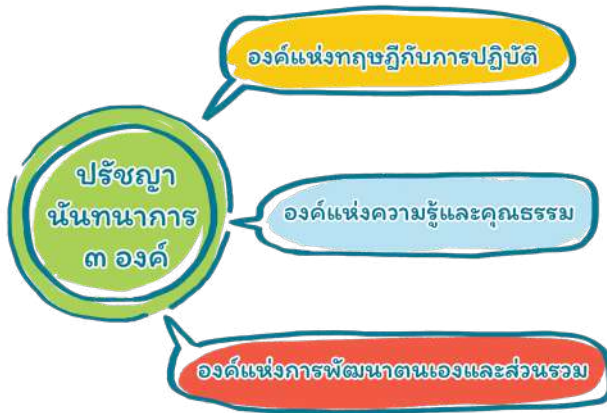 องค์แห่งทฤษฎีกับการปฏิบัติ
ปรัชญา
นันทนาการ
๓ องค์
องค์แห่งความรู้และคุณธรรม
องค์แห่งการพัฒนาตนเองและส่วนรวม